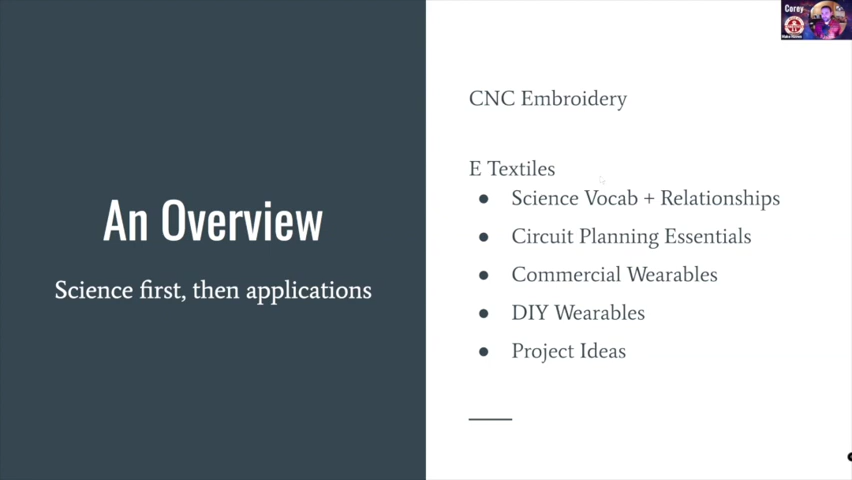 Corey
An Overview
Science first, then applications
CNC Embroidery
E Textiles
● Science Vocab + Relationships
● Circuit Planning Essentials
● Commercial Wearables
● DIY Wearables
● Project Ideas